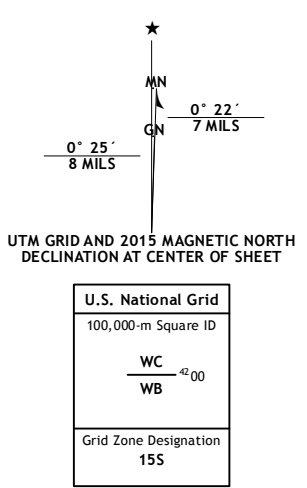 ★
MN
0° 22´
7 MILS
GN
0° 25´
8 MILS
UTM GRID AND 2015 MAGNETIC NORTH
DECLINATION AT CENTER OF SHEET
U.S. National Grid
100,000-m Square ID
WC
4200
WB
Grid Zone Designation
15S